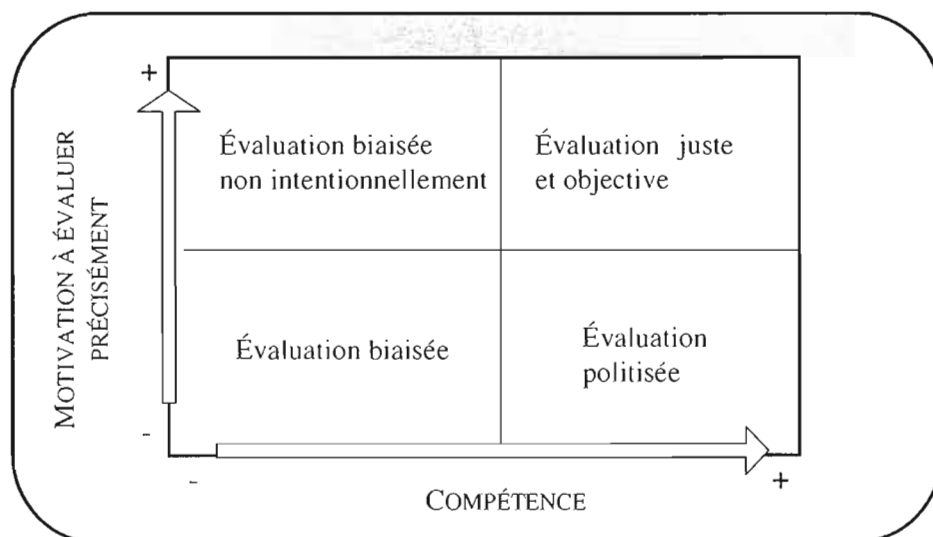 +
Évaluation biaisée
non intentionnellement
Évaluation juste
et objective
MOTIVATION À ÉVALUER
PRÉCISÉMENT
Évaluation biaisée
Évaluation
politisée
-
-
+
COMPÉTENCE